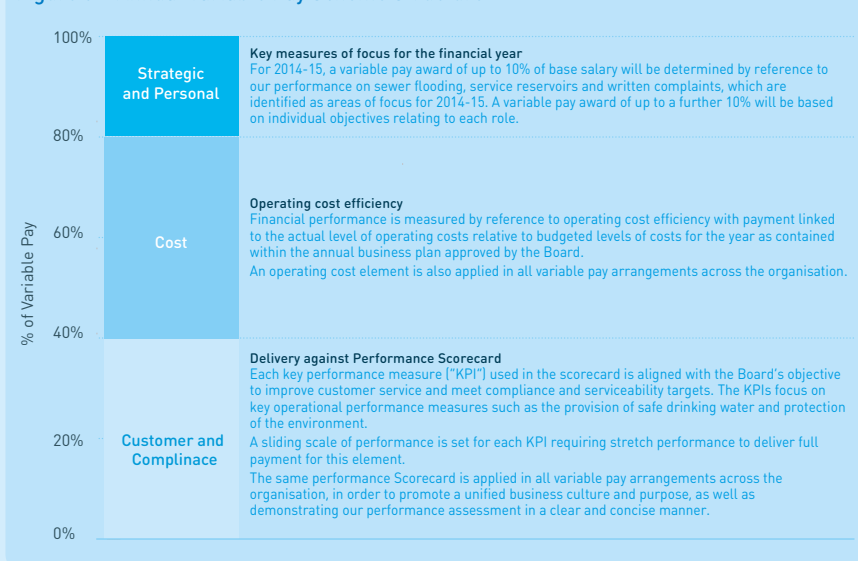 100%
Strategic
and Personal
Key measures of focus for the financial year
For 2014-15, a variable pay award of up to 10% of base salary will be determined by reference to
our performance on sewer flooding, service reservoirs and written complaints, which are
identified as areas of focus for 2014-15. A variable pay award of up to a further 10% will be based
on individual objectives relating to each role.
80%
% of Variable Pay
60%
Cost
Operating cost efficiency
Financial performance is measured by reference to operating cost efficiency with payment linked
to the actual level of operating costs relative to budgeted levels of costs for the year as contained
within the annual business plan approved by the Board.
An operating cost element is also applied in all variable pay arrangements across the organisation.
40%
Delivery against Performance Scorecard
Each key performance measure (“KPI”) used in the scorecard is aligned with the Board’s objective
to improve customer service and meet compliance and serviceability targets. The KPIs focus on
key operational performance measures such as the provision of safe drinking water and protection
of the environment.
20%
Customer and
Complinace
A sliding scale of performance is set for each KPI requiring stretch performance to deliver full
payment for this element.
The same performance Scorecard is applied in all variable pay arrangements across the
organisation, in order to promote a unified business culture and purpose, as well as
demonstrating our performance assessment in a clear and concise manner.
0%